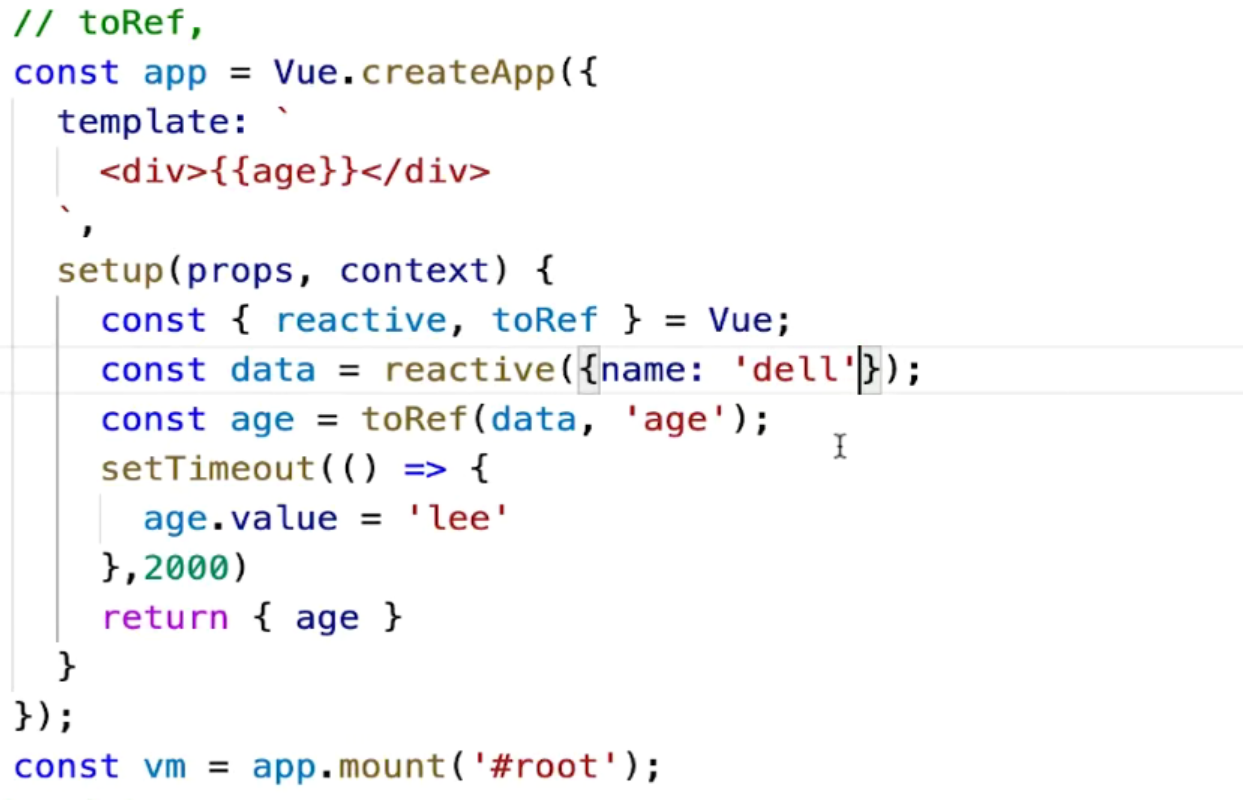 // toRef,
const app = Vue.createApp({
  template: `
    <div>{{age}}</div>
  `,
  setup(props, context) {
    const { reactive, toRef } = Vue;
    const data = reactive({name: 'dell'});
    const age = toRef(data, 'age');
    setTimeout(() => {
      age.value = 'lee'
    },2000)
    return { age }
  }
});
const vm = app.mount('#root');